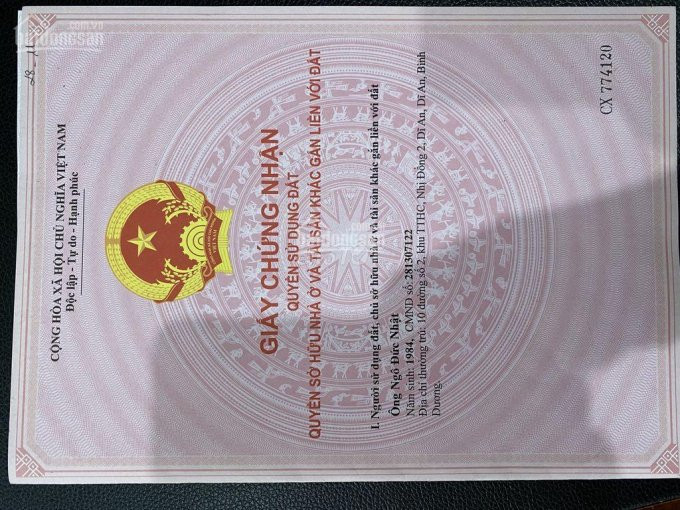 CỘNG HÒA XÃ HỘI CHỦ NGHĨA VIỆT NAM
Độc lập - Tự do - Hạnh phúc
GIẤY CHỨNG NHẬN
QUYỀN SỬ DỤNG ĐẤT
QUYỀN SỞ HỮU NHÀ Ở VÀ TÀI SẢN KHÁC GẮN LIỀN VỚI ĐẤT
I. Người sử dụng đất, chủ sở hữu nhà ở và tài sản khác gắn liền với đất
Ông Ngô Đức Nhật
Năm sinh: 1984, CMND số: 281307122
Địa chỉ thường trú: 10 đường số 2, khu TTHC, Nhị Đồng 2, Dĩ An, Dĩ An, Bình
Dương.
CX 774120
batdongsan
.com.vn